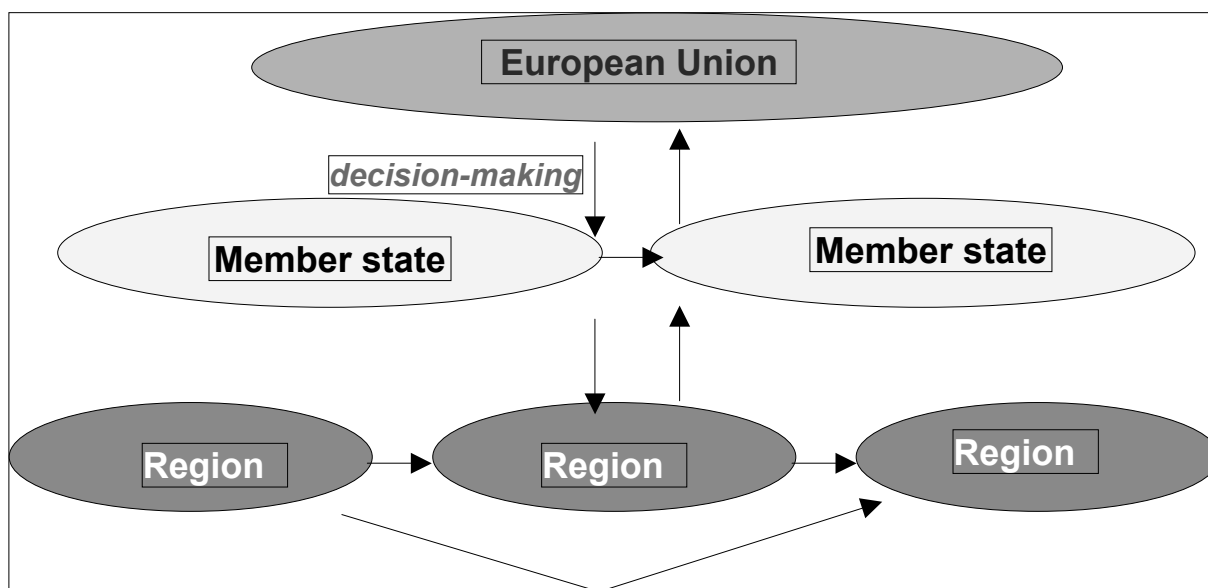 European Union
decision-making
Member state
Member state
Region
Region
Region